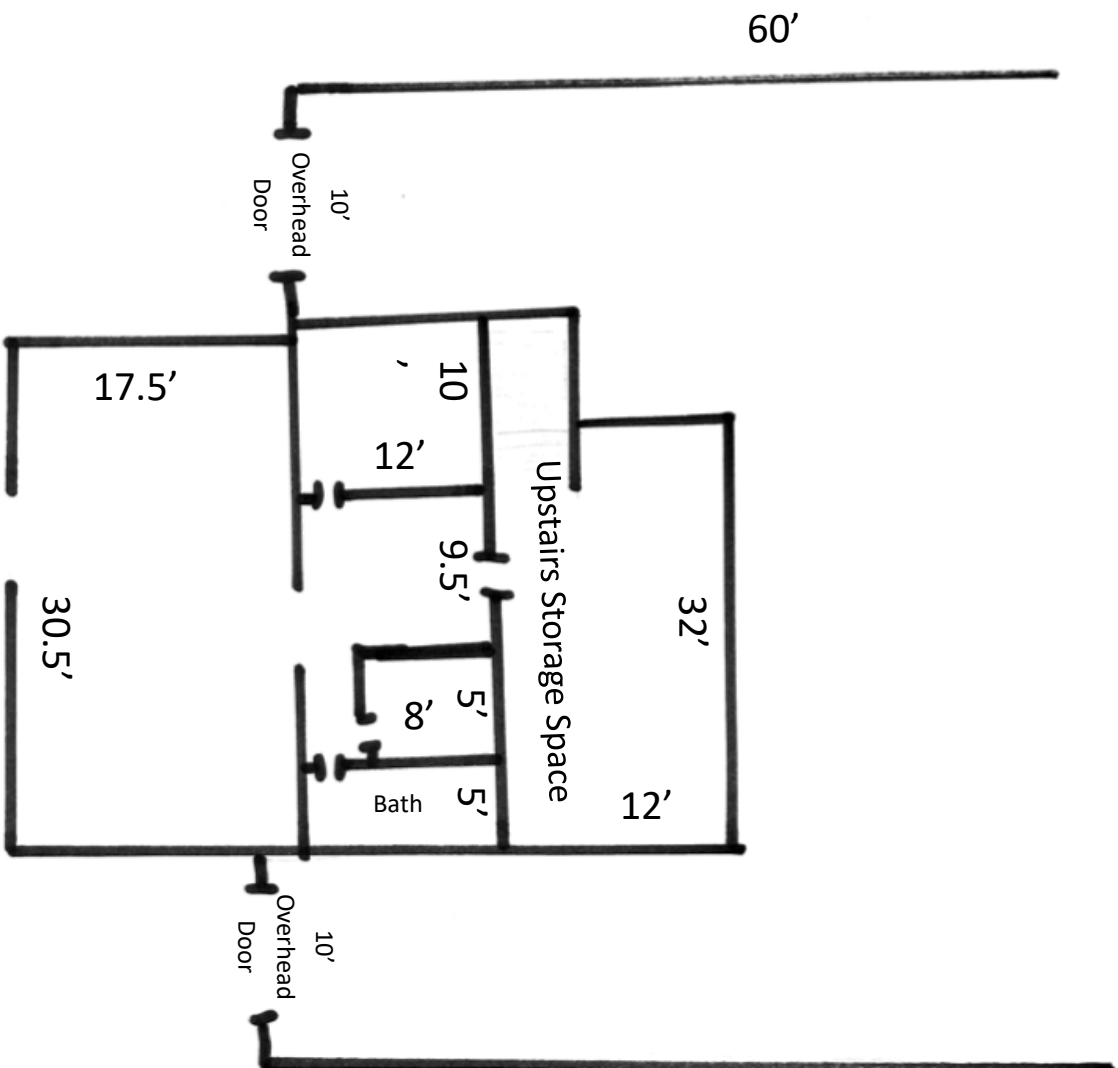 60’
10’
Overhead
Door
17.5’
10
’
12’
30.5’
9.5’
Upstairs Storage Space
32’
5’
8’
5’
Bath
12’
10’
Overhead
Door